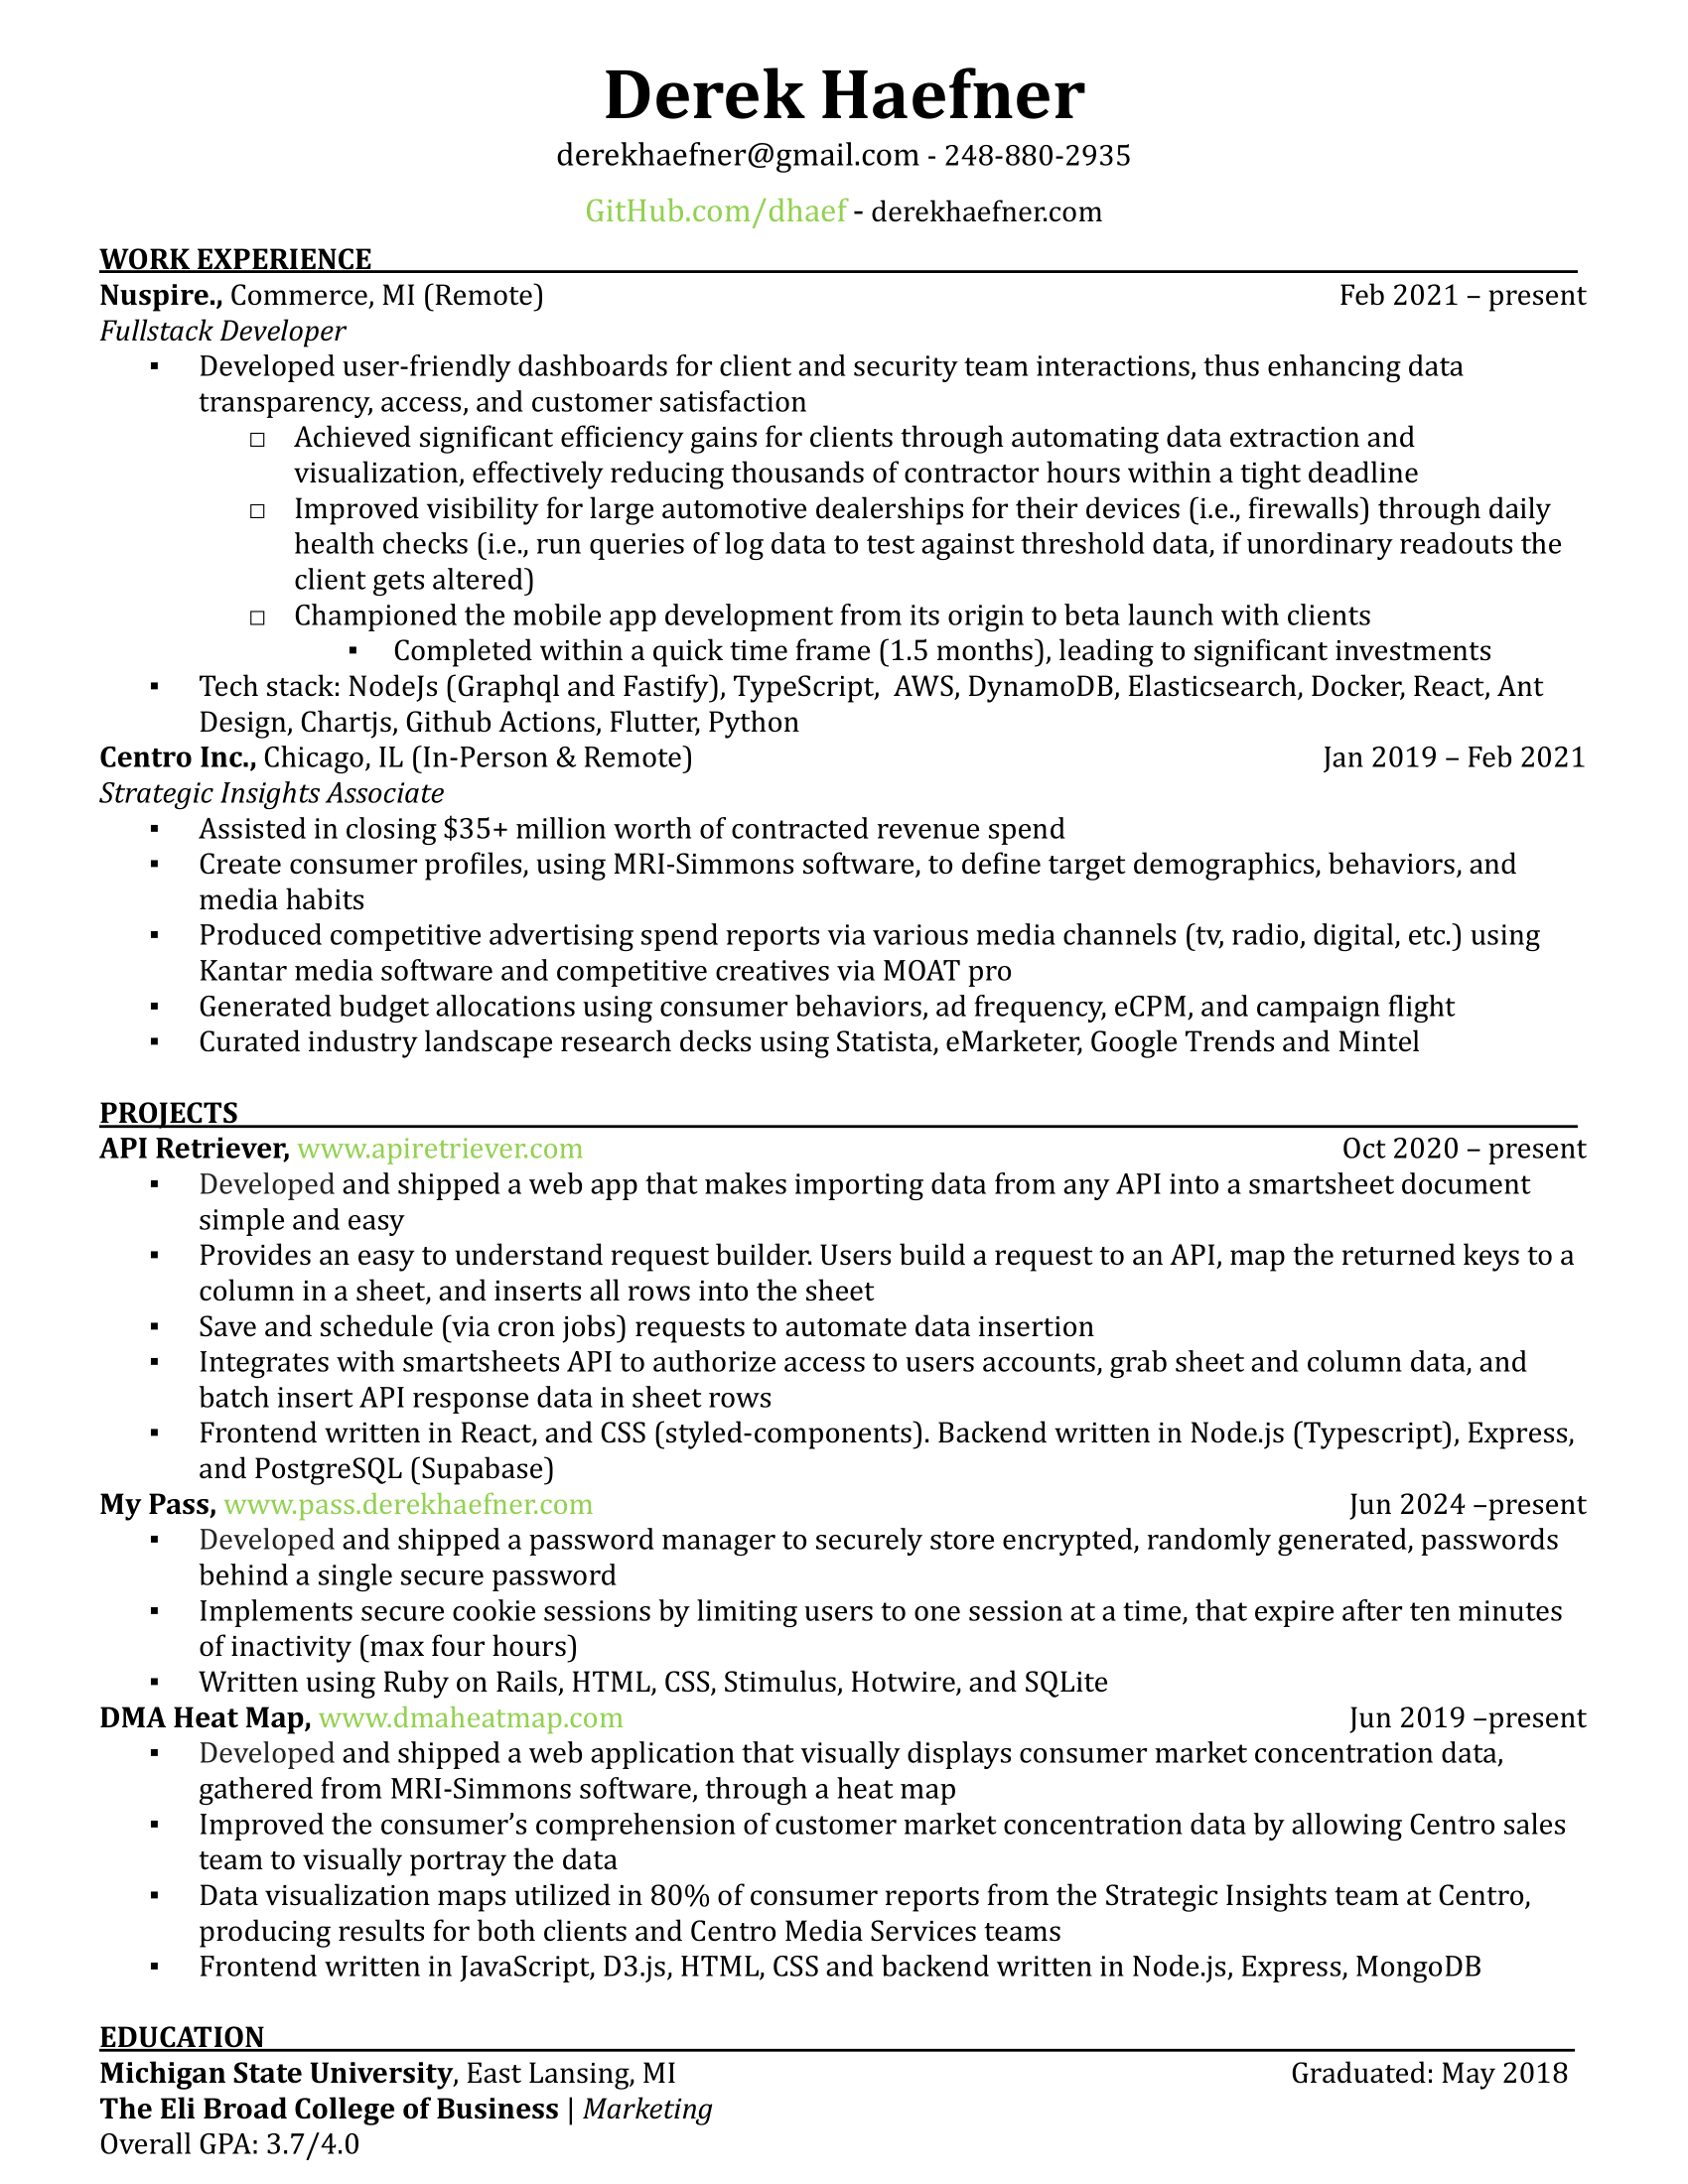 Derek Haefner
derekhaefner@gmail.com - 248-880-2935
GitHub.com/dhaef - derekhaefner.com
WORK EXPERIENCE
Nuspire., Commerce, MI (Remote) Feb 2021 – present
Fullstack Developer
▪ Developed user-friendly dashboards for client and security team interactions, thus enhancing data
transparency, access, and customer satisfaction
□ Achieved significant efficiency gains for clients through automating data extraction and
visualization, effectively reducing thousands of contractor hours within a tight deadline
□ Improved visibility for large automotive dealerships for their devices (i.e., firewalls) through daily
health checks (i.e., run queries of log data to test against threshold data, if unordinary readouts the
client gets altered)
□ Championed the mobile app development from its origin to beta launch with clients
▪ Completed within a quick time frame (1.5 months), leading to significant investments
▪ Tech stack: NodeJs (Graphql and Fastify), TypeScript,  AWS, DynamoDB, Elasticsearch, Docker, React, Ant
Design, Chartjs, Github Actions, Flutter, Python
Centro Inc., Chicago, IL (In-Person & Remote) Jan 2019 – Feb 2021
Strategic Insights Associate
▪ Assisted in closing $35+ million worth of contracted revenue spend
▪ Create consumer profiles, using MRI-Simmons software, to define target demographics, behaviors, and
media habits
▪ Produced competitive advertising spend reports via various media channels (tv, radio, digital, etc.) using
Kantar media software and competitive creatives via MOAT pro
▪ Generated budget allocations using consumer behaviors, ad frequency, eCPM, and campaign flight
▪ Curated industry landscape research decks using Statista, eMarketer, Google Trends and Mintel
PROJECTS
API Retriever, www.apiretriever.com Oct 2020 – present
▪ Developed and shipped a web app that makes importing data from any API into a smartsheet document
simple and easy
▪ Provides an easy to understand request builder. Users build a request to an API, map the returned keys to a
column in a sheet, and inserts all rows into the sheet
▪ Save and schedule (via cron jobs) requests to automate data insertion
▪ Integrates with smartsheets API to authorize access to users accounts, grab sheet and column data, and
batch insert API response data in sheet rows
▪ Frontend written in React, and CSS (styled-components). Backend written in Node.js (Typescript), Express,
and PostgreSQL (Supabase)
My Pass, www.pass.derekhaefner.com Jun 2024 –present
▪ Developed and shipped a password manager to securely store encrypted, randomly generated, passwords
behind a single secure password
▪ Implements secure cookie sessions by limiting users to one session at a time, that expire after ten minutes
of inactivity (max four hours)
▪ Written using Ruby on Rails, HTML, CSS, Stimulus, Hotwire, and SQLite
DMA Heat Map, www.dmaheatmap.com Jun 2019 –present
▪ Developed and shipped a web application that visually displays consumer market concentration data,
gathered from MRI-Simmons software, through a heat map
▪ Improved the consumer’s comprehension of customer market concentration data by allowing Centro sales
team to visually portray the data
▪ Data visualization maps utilized in 80% of consumer reports from the Strategic Insights team at Centro,
producing results for both clients and Centro Media Services teams
▪ Frontend written in JavaScript, D3.js, HTML, CSS and backend written in Node.js, Express, MongoDB
EDUCATION
Michigan State University, East Lansing, MI Graduated: May 2018
The Eli Broad College of Business | Marketing
Overall GPA: 3.7/4.0